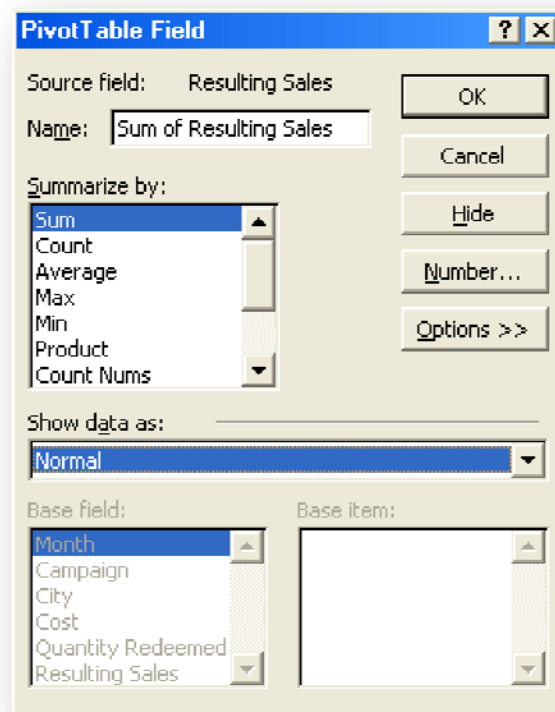 PivotTable Field
Source field: Resulting Sales
Name: Sum of Resulting Sales
OK
Cancel
Hide
Number...
Options >>
Summarize by:
Sum
Count
Average
Max
Min
Product
Count Nums
Show data as:
Normal
Base field:
Month
Campaign
City
Cost
Quantity Redeemed
Resulting Sales
Base item: